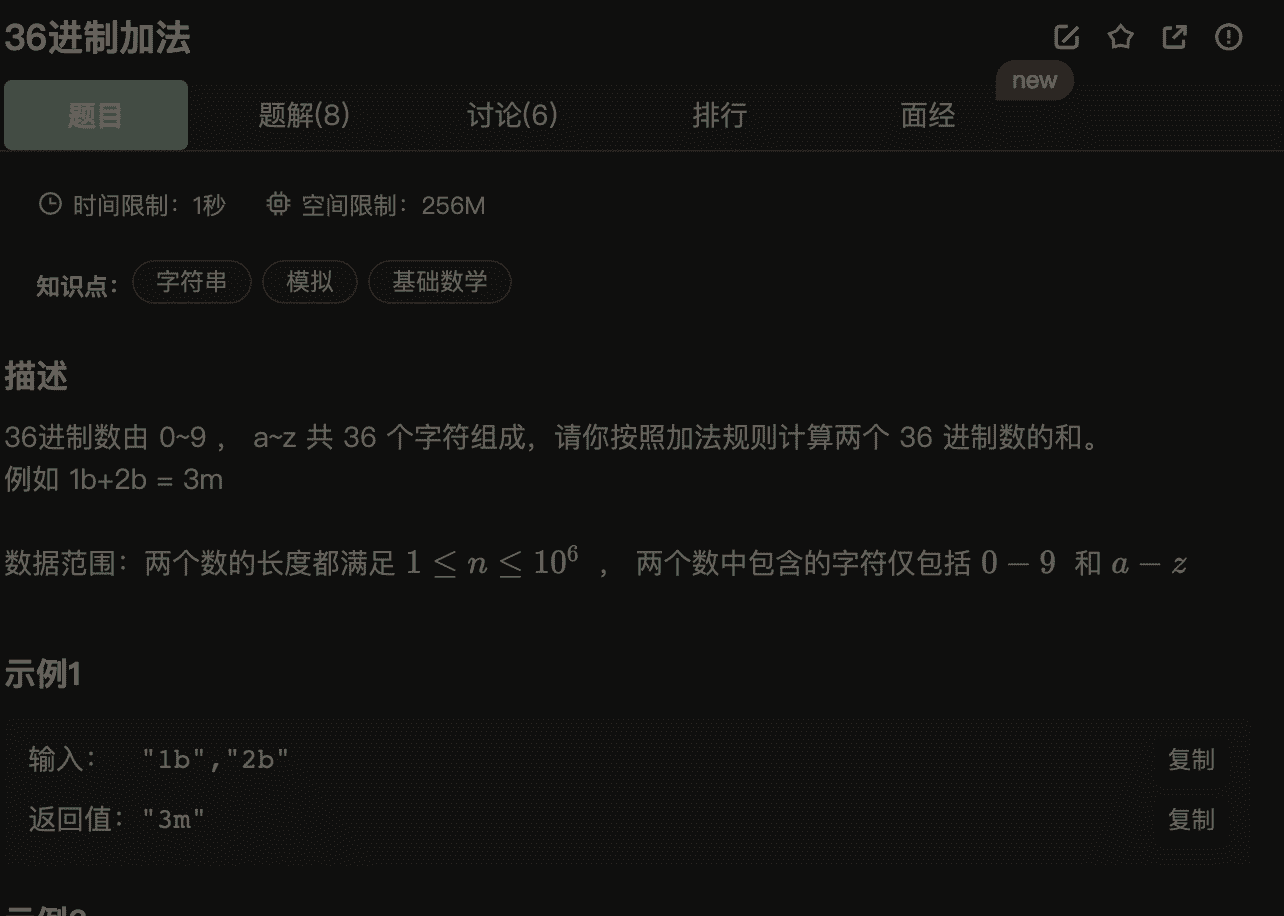 36进制加法
new
题目 题解(8) 讨论(6) 排行 面经
时间限制：1秒 空间限制：256M
知识点： 字符串 模拟 基础数学
描述
36进制数由 0~9 ， a~z 共 36 个字符组成，请你按照加法规则计算两个 36 进制数的和。
例如 1b+2b = 3m
数据范围：两个数的长度都满足 1 ≤ n ≤ 10⁶ ， 两个数中包含的字符仅包括 0 − 9 和 a − z
示例1
输入： "1b","2b" 复制
返回值： "3m" 复制